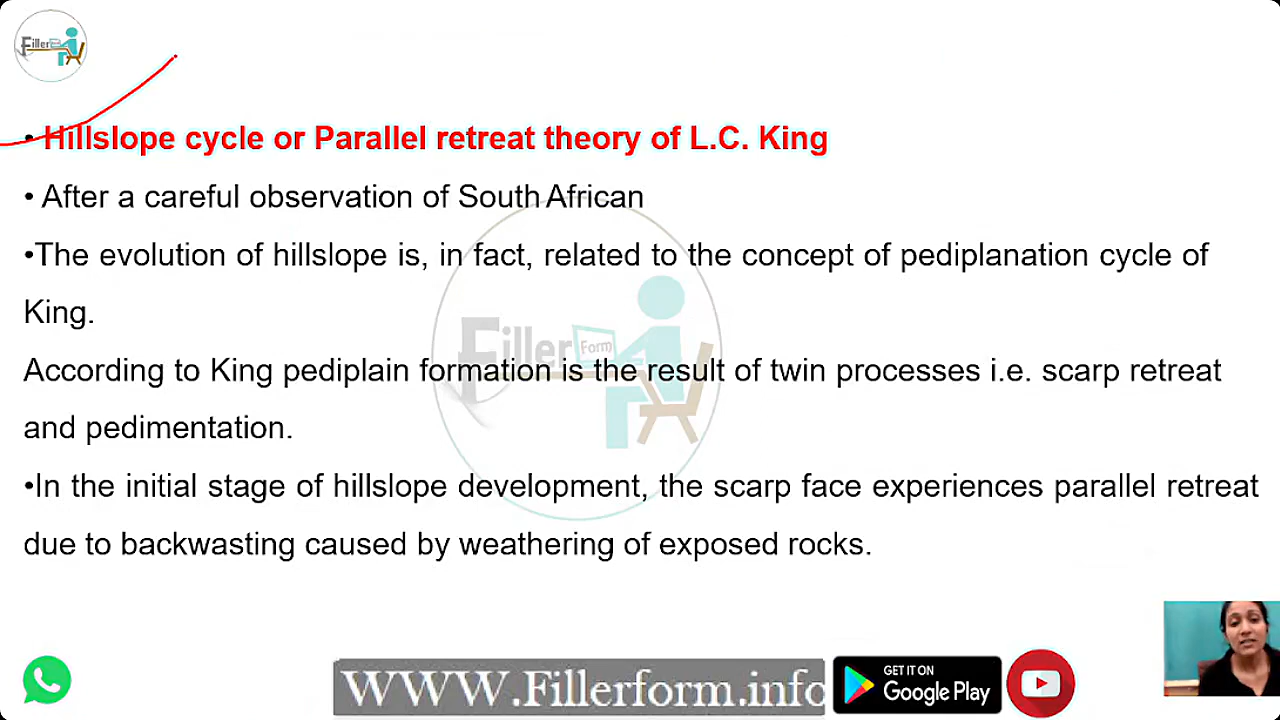 Filler
• Hillslope cycle or Parallel retreat theory of L.C. King
• After a careful observation of South African
•The evolution of hillslope is, in fact, related to the concept of pediplanation cycle of
King.
Filler Form
According to King pediplain formation is the result of twin processes i.e. scarp retreat
and pedimentation.
•In the initial stage of hillslope development, the scarp face experiences parallel retreat
due to backwasting caused by weathering of exposed rocks.
WWW.Fillerform.info
GET IT ON
Google Play